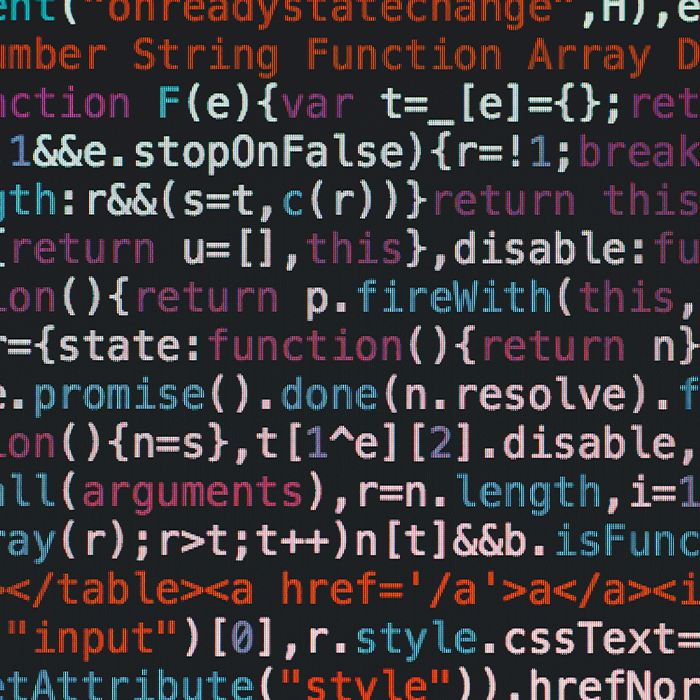 ent("onreadystatechange",H),e
umber String Function Array D
nction F(e){var t=_[e]={};ret
1&&e.stopOnFalse){r=!1;break
gth:r&&(s=t,c(r))}return this
{return u=[],this},disable:fu
ion(){return p.fireWith(this,
r={state:function(){return n}
e.promise().done(n.resolve).f
ion(){n=s},t[1^e][2].disable,
all(arguments),r=n.length,i=1
ray(r);r>t;t++)n[t]&&b.isFunc
></table><a href='/a'>a</a><i
"input")[0],r.style.cssText=
etAttribute("style")).hrefNor